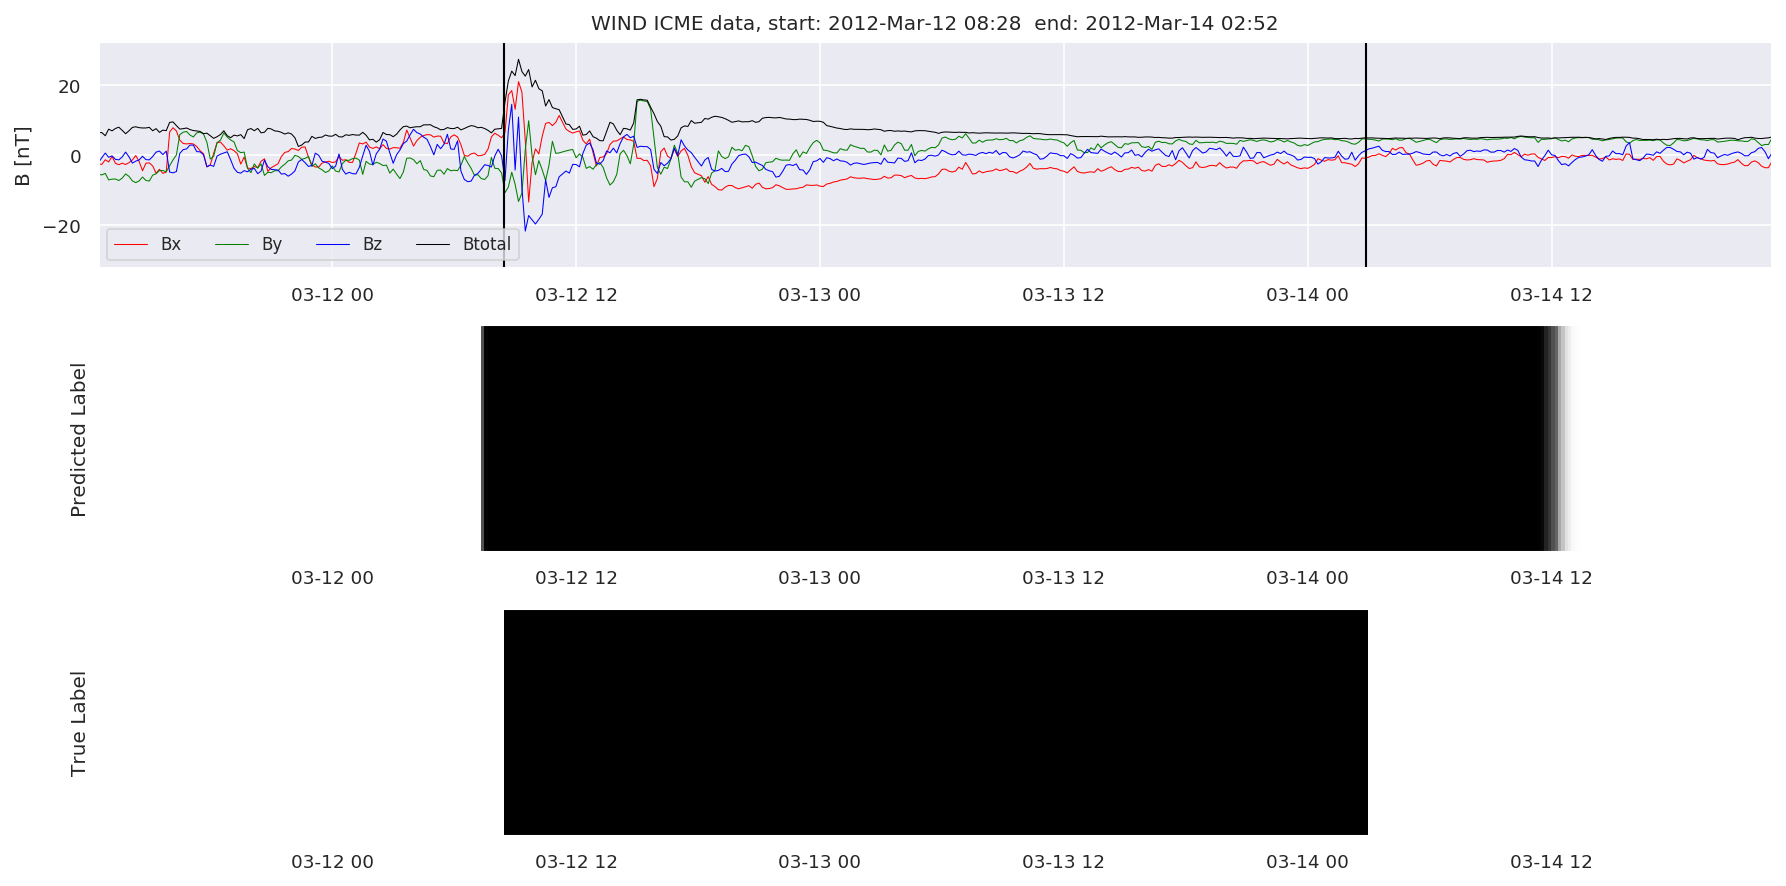 WIND ICME data, start: 2012-Mar-12 08:28  end: 2012-Mar-14 02:52
B [nT]
20
0
−20
Bx By Bz Btotal
03-12 00 03-12 12 03-13 00 03-13 12 03-14 00 03-14 12
Predicted Label
03-12 00 03-12 12 03-13 00 03-13 12 03-14 00 03-14 12
True Label
03-12 00 03-12 12 03-13 00 03-13 12 03-14 00 03-14 12